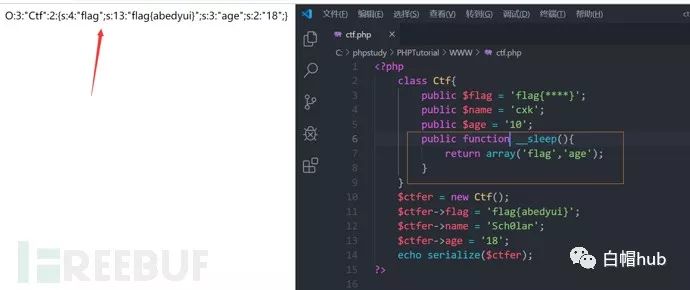 O:3:"Ctf":2:{s:4:"flag";s:13:"flag{abedyui}";s:3:"age";s:2:"18";}
文件(F) 编辑(E) 选择(S) 查看(V) 转到(G) 调试(D) 终端(T) 帮助(H)
ctf.php ×
C: > phpstudy > PHPTutorial > WWW > ctf.php
1 <?php
2 class Ctf{
3 public $flag = 'flag{****}';
4 public $name = 'cxk';
5 public $age = '10';
6 public function __sleep(){
7 return array('flag','age');
8 }
9 }
10 $ctfer = new Ctf();
11 $ctfer->flag = 'flag{abedyui}';
12 $ctfer->name = 'Sch0lar';
13 $ctfer->age = '18';
14 echo serialize($ctfer);
15 ?>
REEBUF
白帽hub